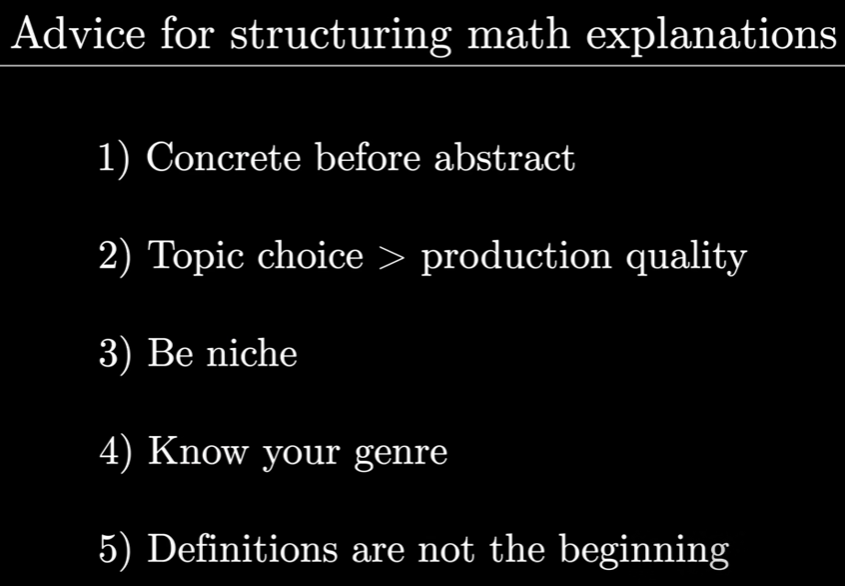 Advice for structuring math explanations
1) Concrete before abstract
2) Topic choice > production quality
3) Be niche
4) Know your genre
5) Definitions are not the beginning